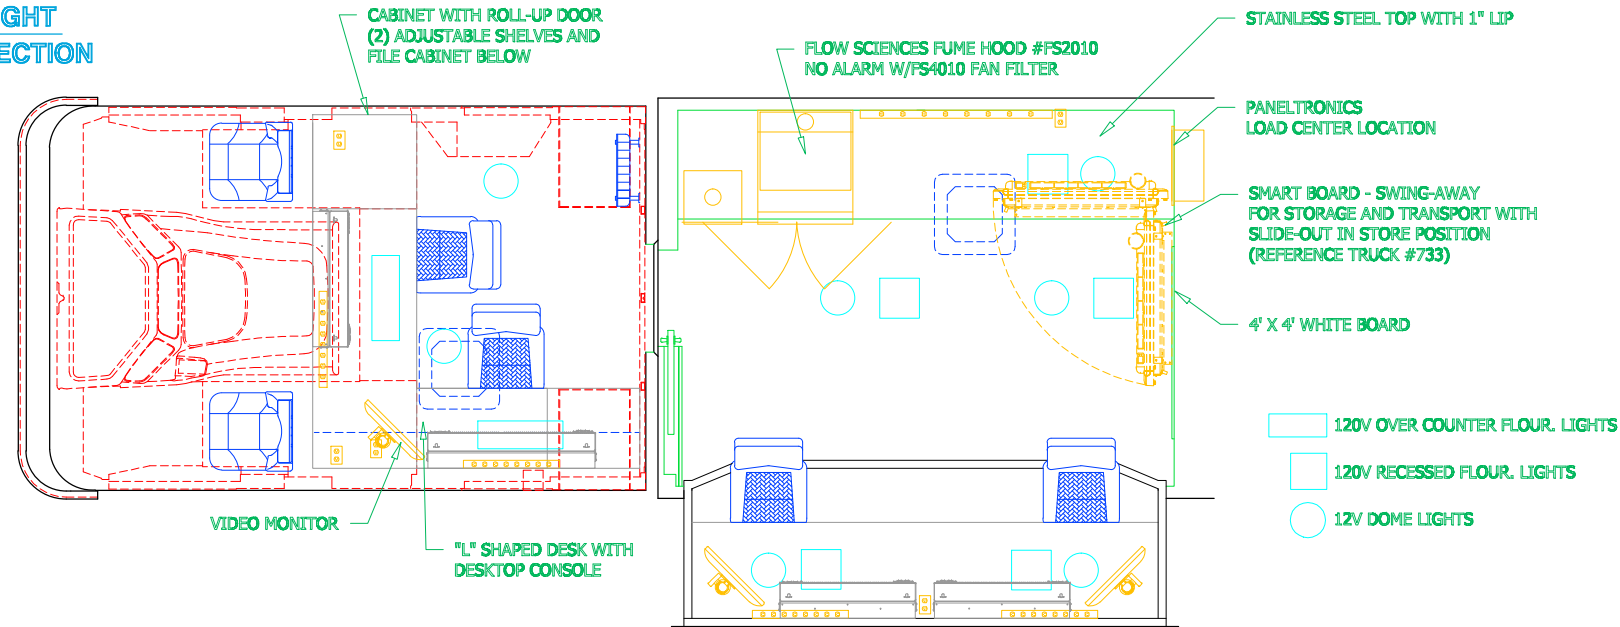 GHT
ECTION
CABINET WITH ROLL-UP DOOR
(2) ADJUSTABLE SHELVES AND
FILE CABINET BELOW
FLOW SCIENCES FUME HOOD #FS2010
NO ALARM W/FS4010 FAN FILTER
STAINLESS STEEL TOP WITH 1" LIP
PANELTRONICS
LOAD CENTER LOCATION
SMART BOARD - SWING-AWAY
FOR STORAGE AND TRANSPORT WITH
SLIDE-OUT IN STORE POSITION
(REFERENCE TRUCK #733)
4' X 4' WHITE BOARD
120V OVER COUNTER FLOUR. LIGHTS
120V RECESSED FLOUR. LIGHTS
12V DOME LIGHTS
VIDEO MONITOR
"L" SHAPED DESK WITH
DESKTOP CONSOLE